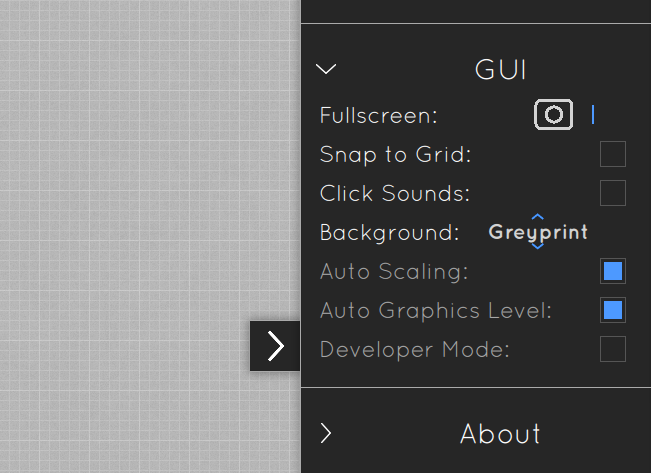 GUI
Fullscreen:
Snap to Grid:
Click Sounds:
Background: Greyprint
Auto Scaling:
Auto Graphics Level:
Developer Mode:
About